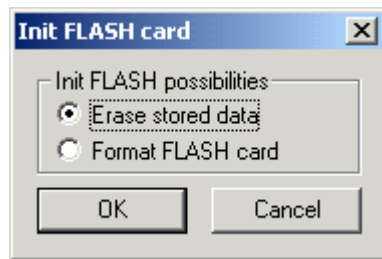 Init FLASH card
Init FLASH possibilities
Erase stored data
Format FLASH card
OK Cancel